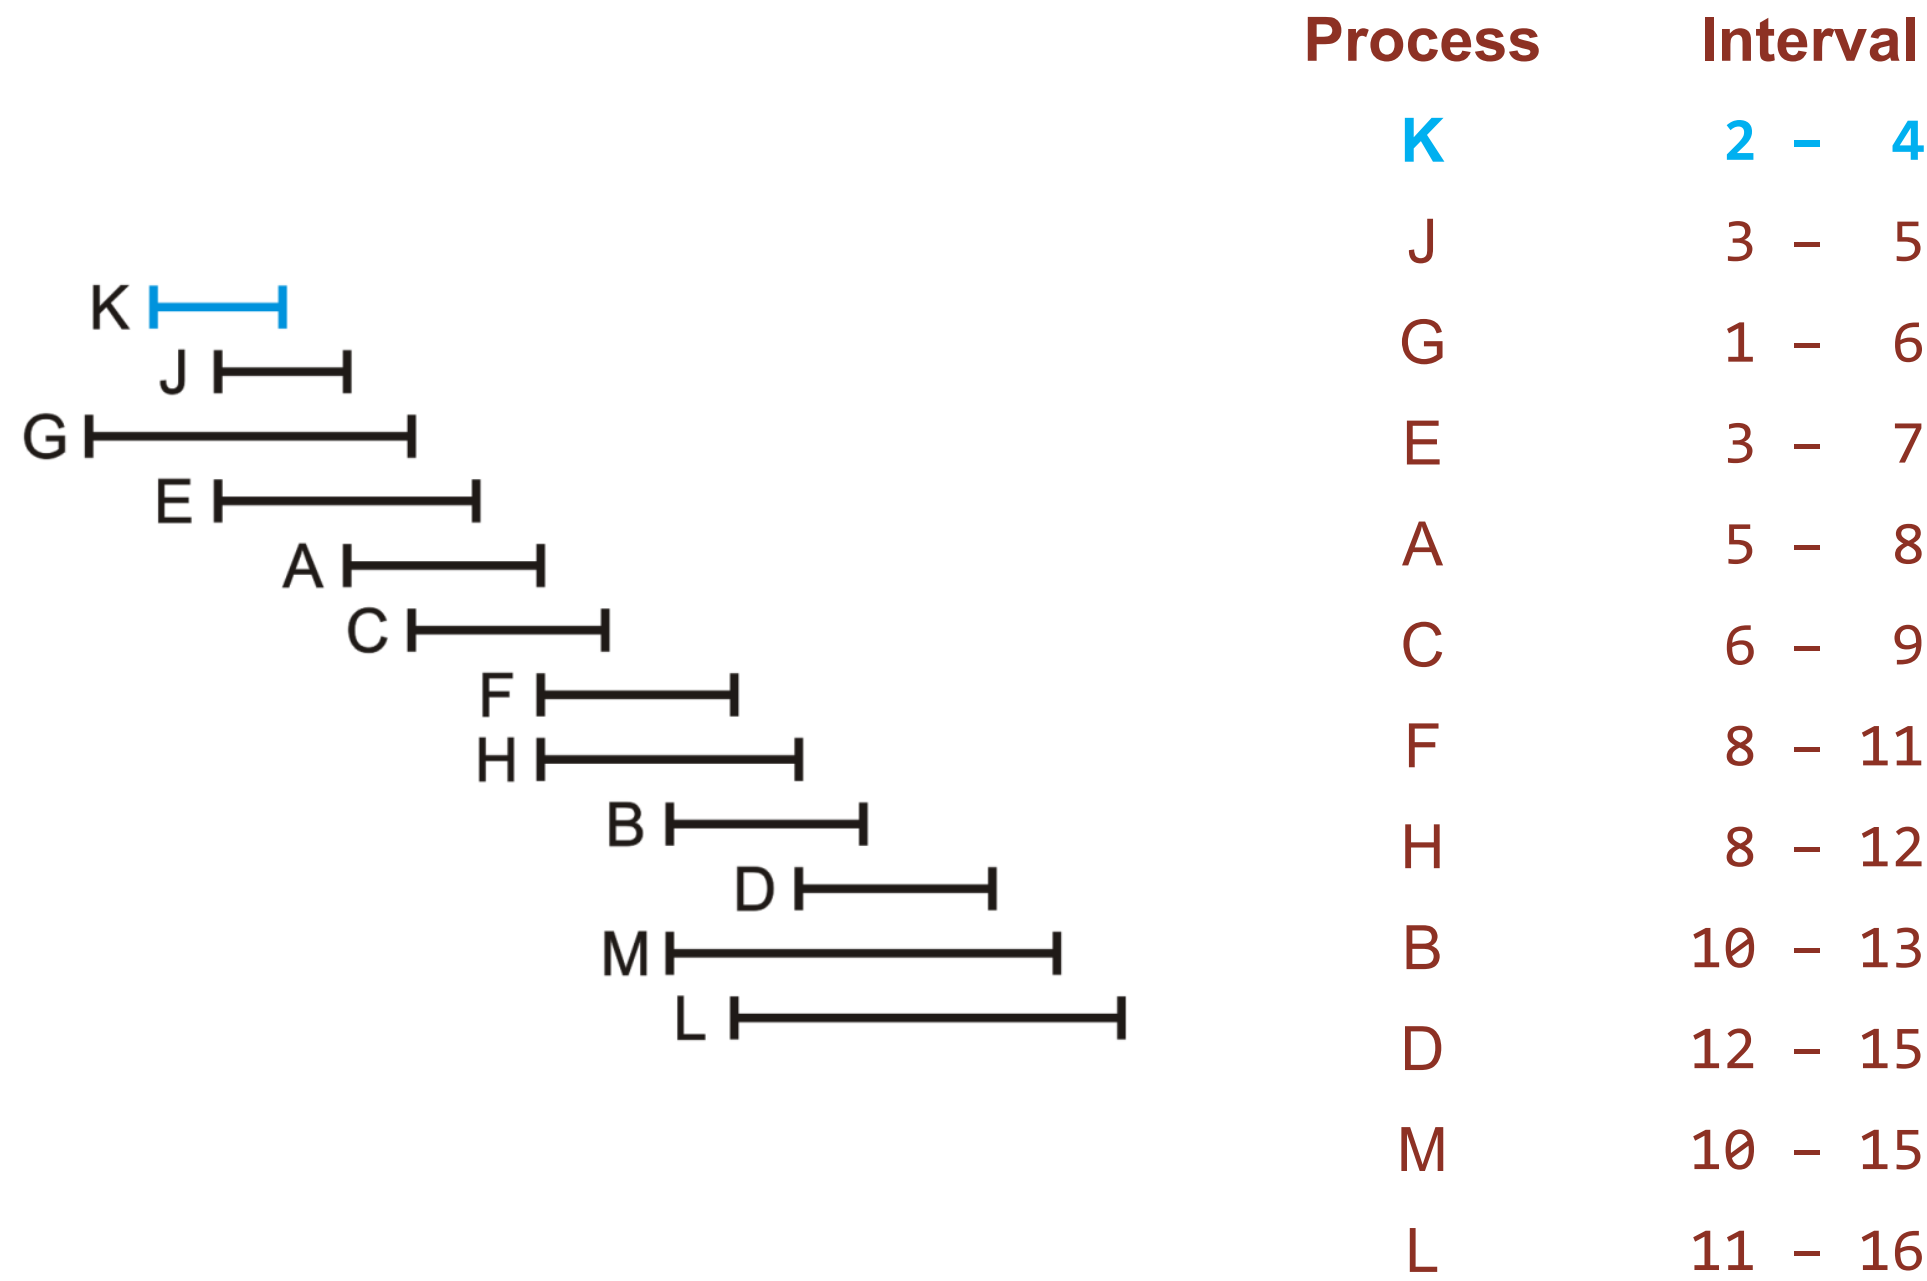 Process Interval
K 2 – 4
J 3 – 5
G 1 – 6
E 3 – 7
A 5 – 8
C 6 – 9
F 8 – 11
H 8 – 12
B 10 – 13
D 12 – 15
M 10 – 15
L 11 – 16
K
J
G
E
A
C
F
H
B
D
M
L